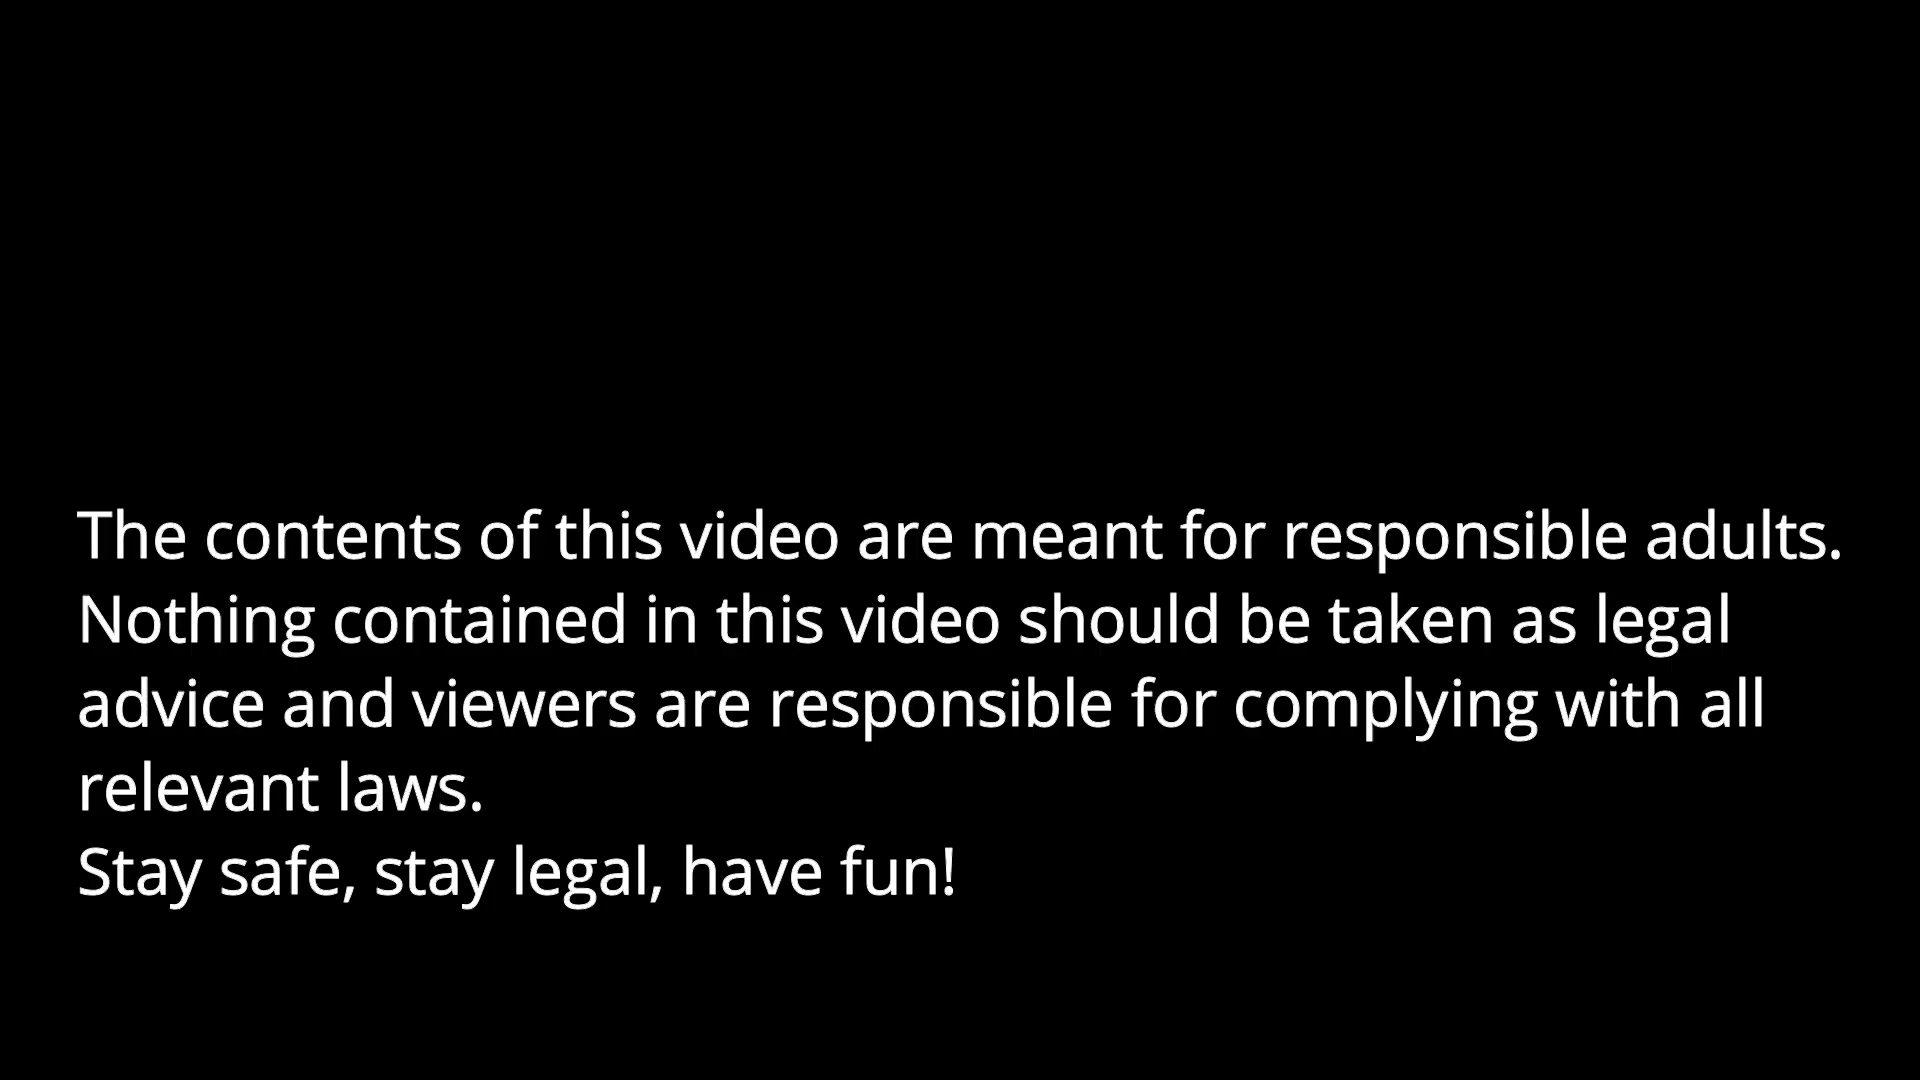 The contents of this video are meant for responsible adults.
Nothing contained in this video should be taken as legal
advice and viewers are responsible for complying with all
relevant laws.
Stay safe, stay legal, have fun!